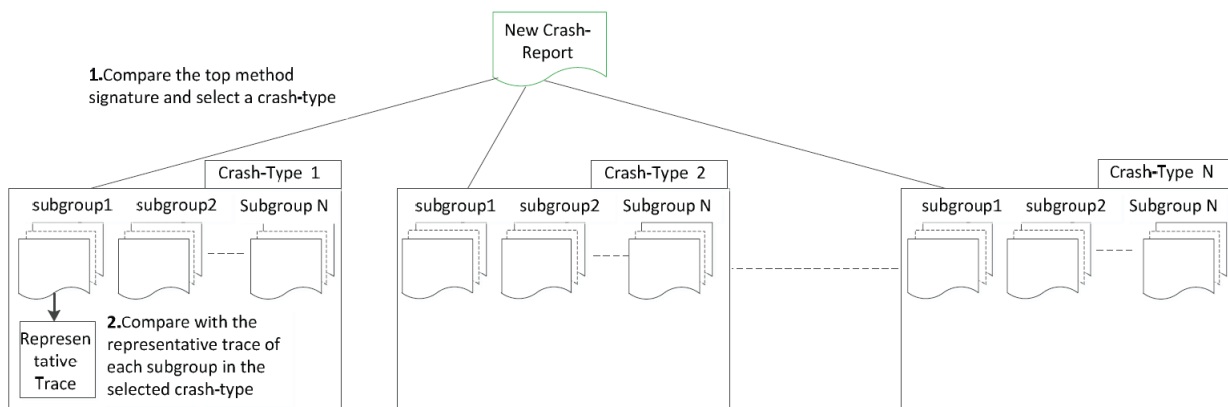 New Crash-
Report
1.Compare the top method
signature and select a crash-type
Crash-Type 1
subgroup1 subgroup2 Subgroup N
Represen
tative
Trace
2.Compare with the
representative trace of
each subgroup in the
selected crash-type
Crash-Type 2
subgroup1 subgroup2 Subgroup N
Crash-Type N
subgroup1 subgroup2 Subgroup N